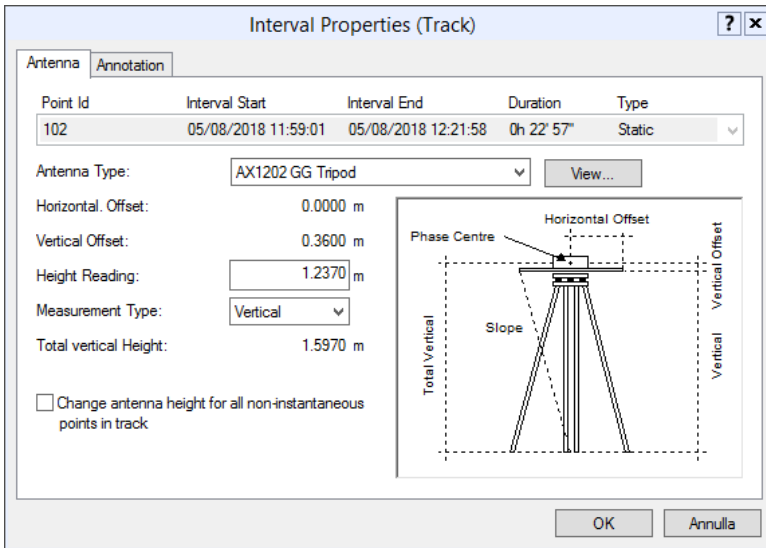 Interval Properties (Track)
? x
Antenna Annotation
Point Id Interval Start Interval End Duration Type
102 05/08/2018 11:59:01 05/08/2018 12:21:58 0h 22' 57" Static
Antenna Type: AX1202 GG Tripod View...
Horizontal. Offset: 0.0000 m
Vertical Offset: 0.3600 m
Height Reading: 1.2370 m
Measurement Type: Vertical
Total vertical Height: 1.5970 m
Change antenna height for all non-instantaneous
points in track
Horizontal Offset
Phase Centre
Vertical Offset
Slope
Total Vertical
Vertical
OK Annulla